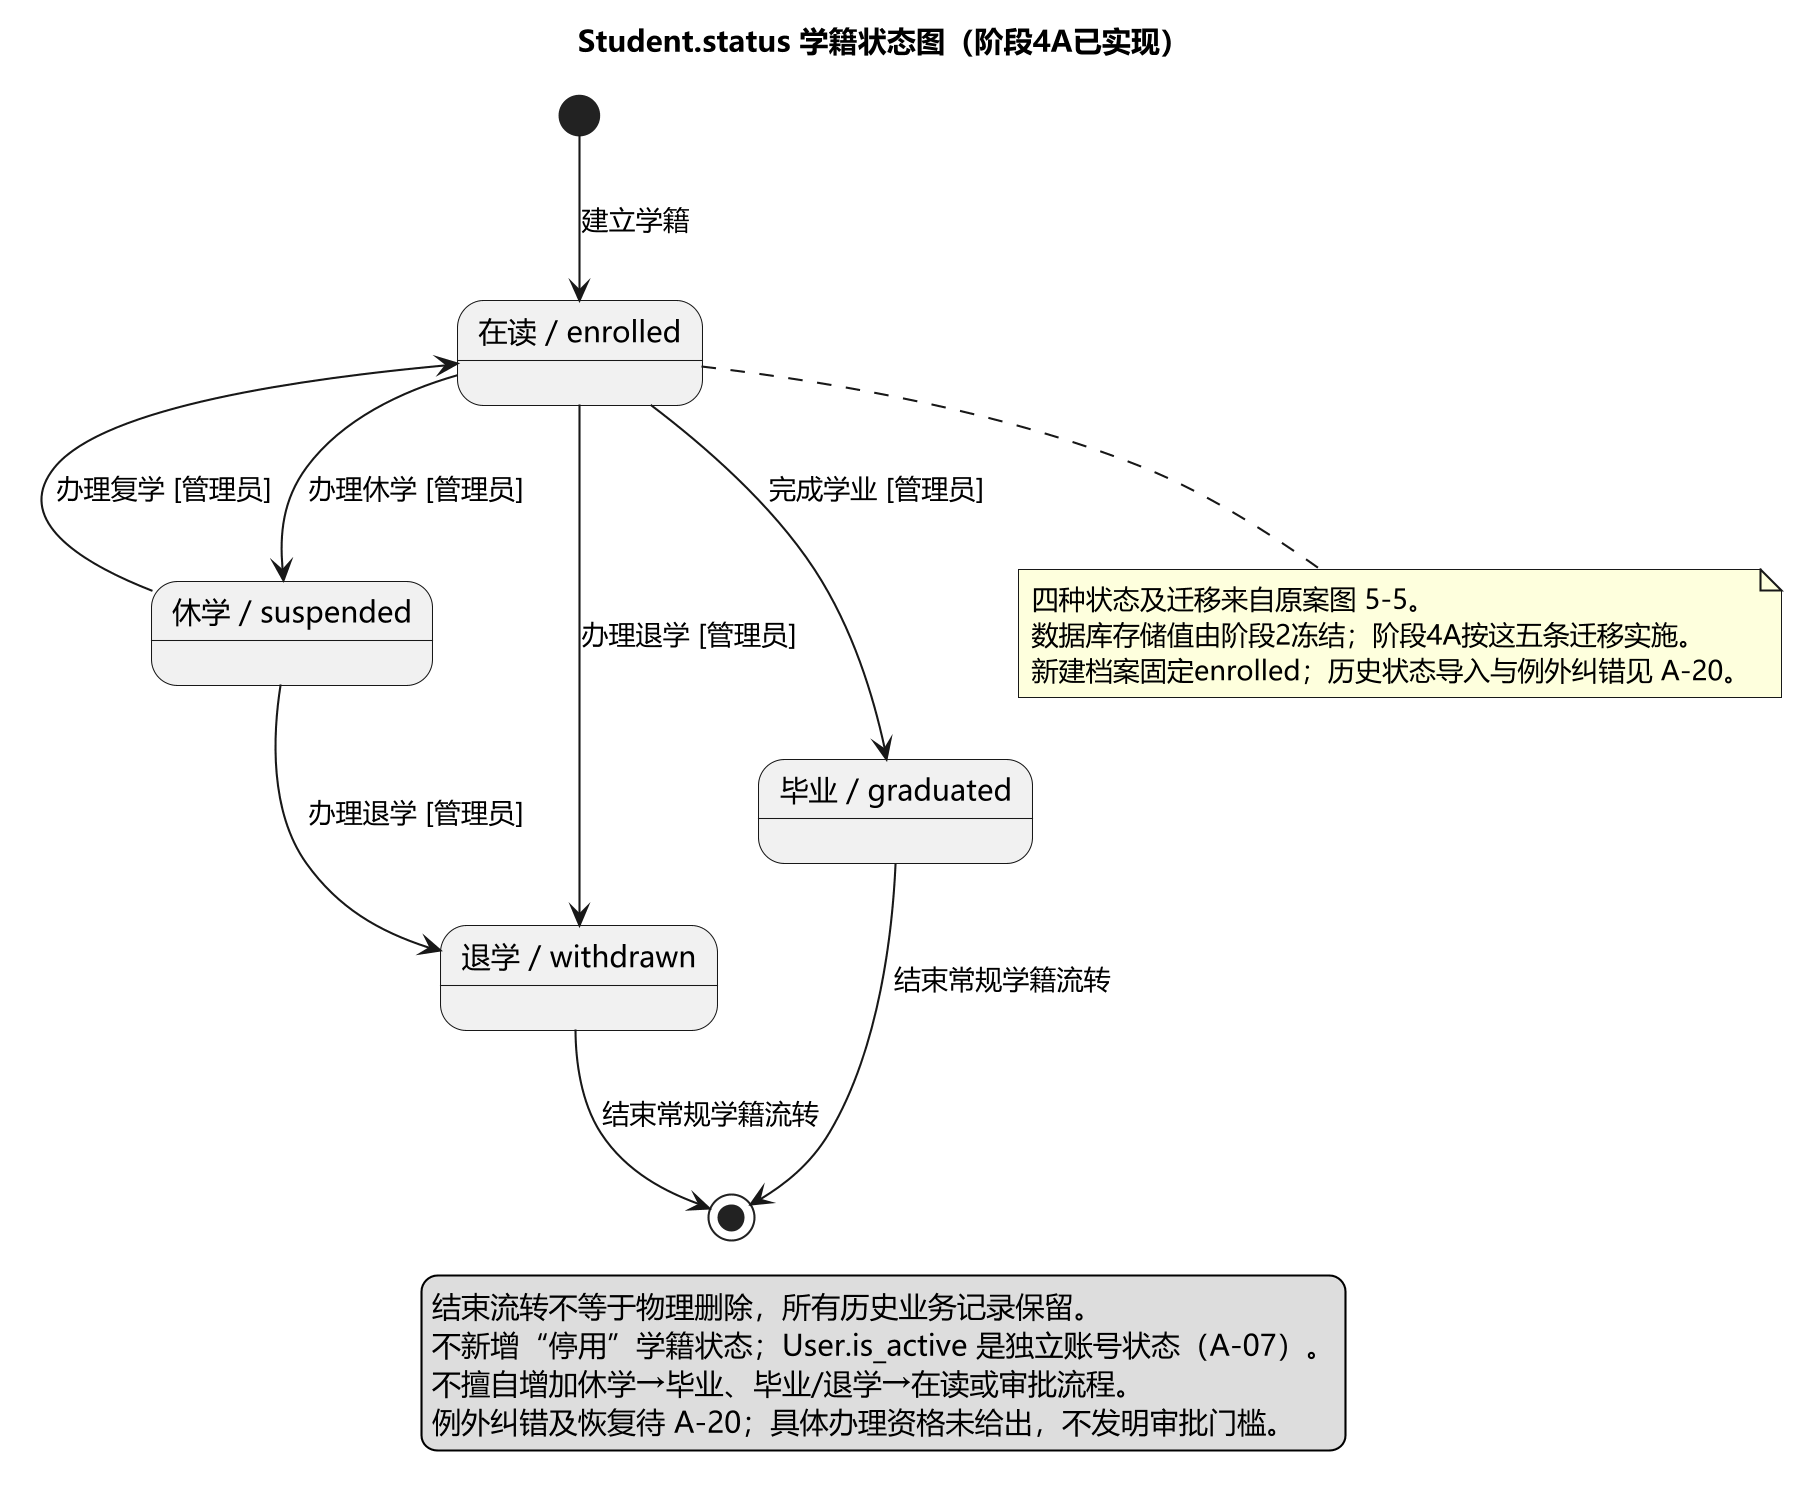 Student.status 学籍状态图（阶段4A已实现）
建立学籍
在读 / enrolled
办理复学 [管理员]
办理休学 [管理员]
完成学业 [管理员]
四种状态及迁移来自原案图 5-5。
数据库存储值由阶段2冻结；阶段4A按这五条迁移实施。
新建档案固定enrolled；历史状态导入与例外纠错见 A-20。
休学 / suspended
办理退学 [管理员]
毕业 / graduated
办理退学 [管理员]
退学 / withdrawn
结束常规学籍流转
结束常规学籍流转
结束流转不等于物理删除，所有历史业务记录保留。
不新增“停用”学籍状态；User.is_active 是独立账号状态（A-07）。
不擅自增加休学→毕业、毕业/退学→在读或审批流程。
例外纠错及恢复待 A-20；具体办理资格未给出，不发明审批门槛。